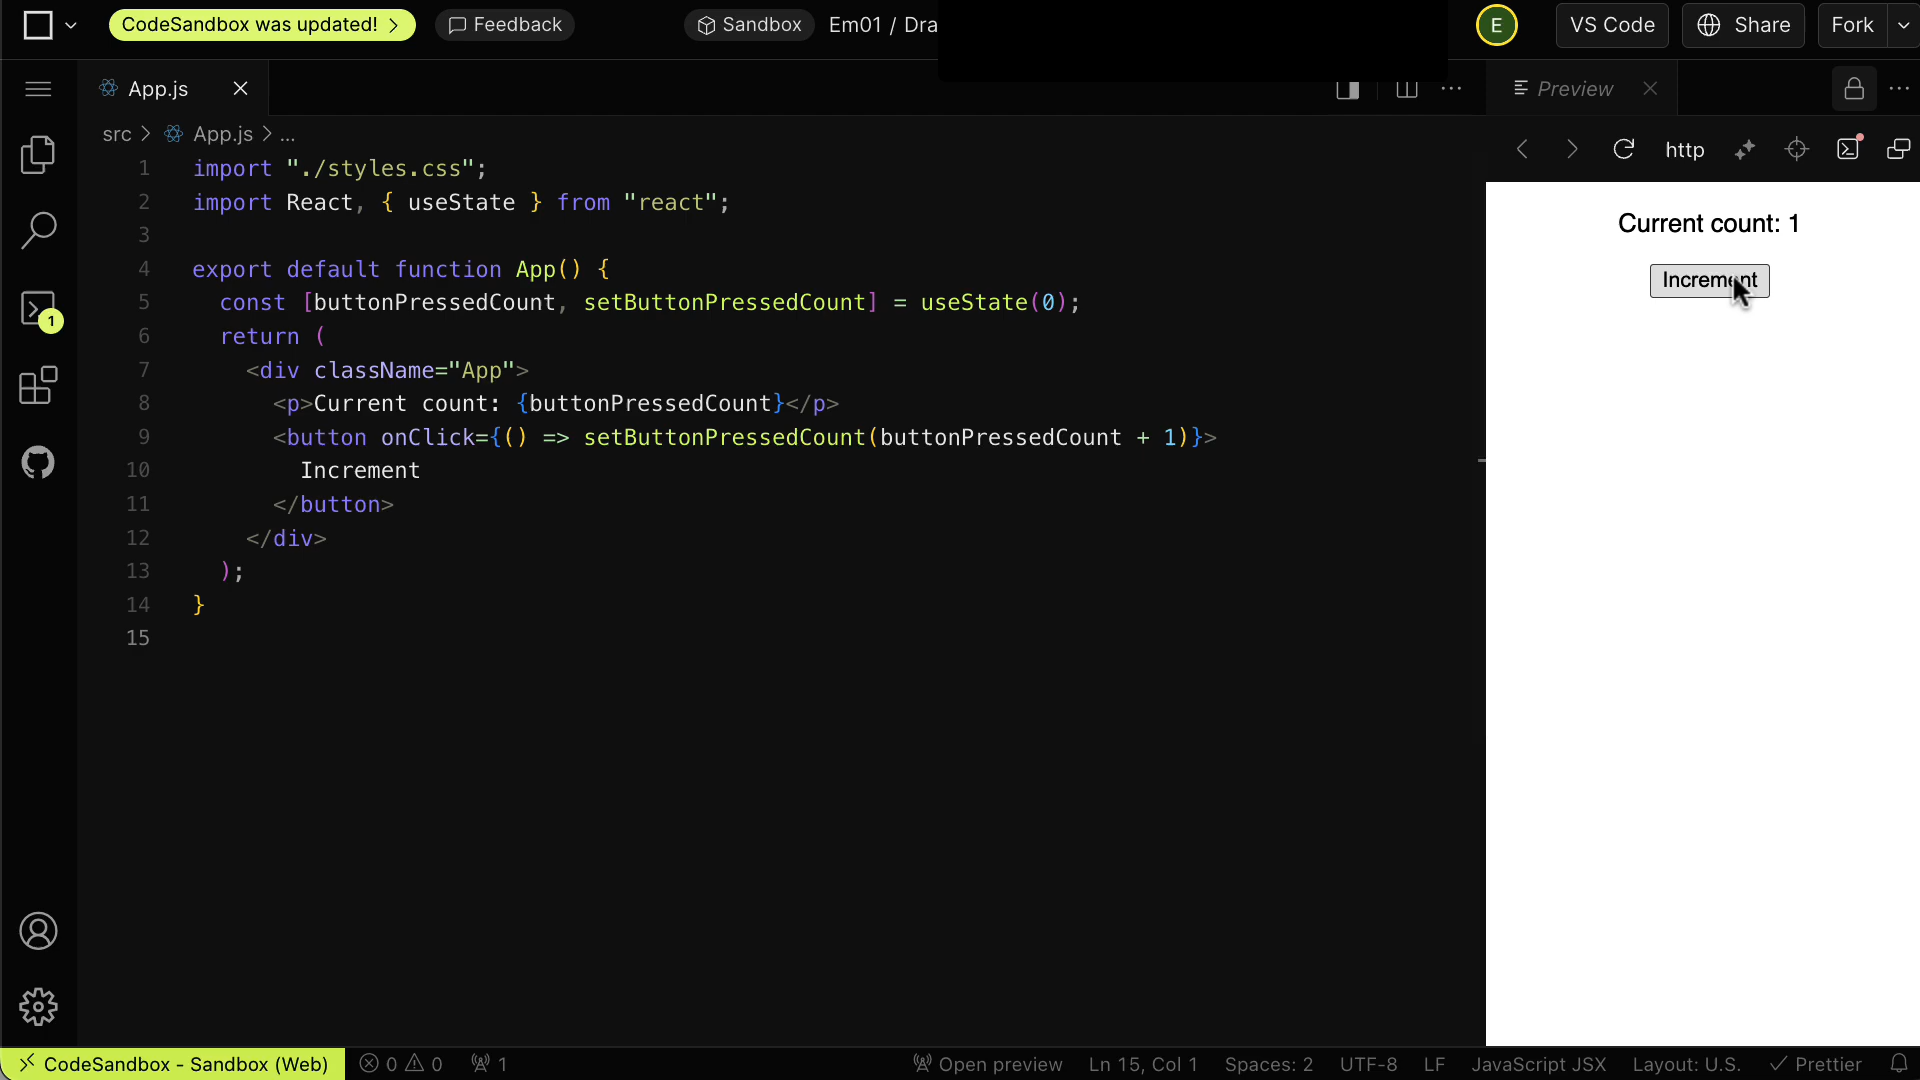 CodeSandbox was updated! Feedback Sandbox Em01 / Dra E VS Code Share Fork
App.js Preview
src App.js ...
http
1 import "./styles.css";
2 import React, { useState } from "react";
3
4 export default function App() {
5 const [buttonPressedCount, setButtonPressedCount] = useState(0);
6 return (
7 <div className="App">
8 <p>Current count: {buttonPressedCount}</p>
9 <button onClick={() => setButtonPressedCount(buttonPressedCount + 1)}>
10 Increment
11 </button>
12 </div>
13 );
14 }
15
1
Current count: 1
Increment
CodeSandbox - Sandbox (Web) 0 0 1 Open preview Ln 15, Col 1 Spaces: 2 UTF-8 LF JavaScript JSX Layout: U.S. Prettier